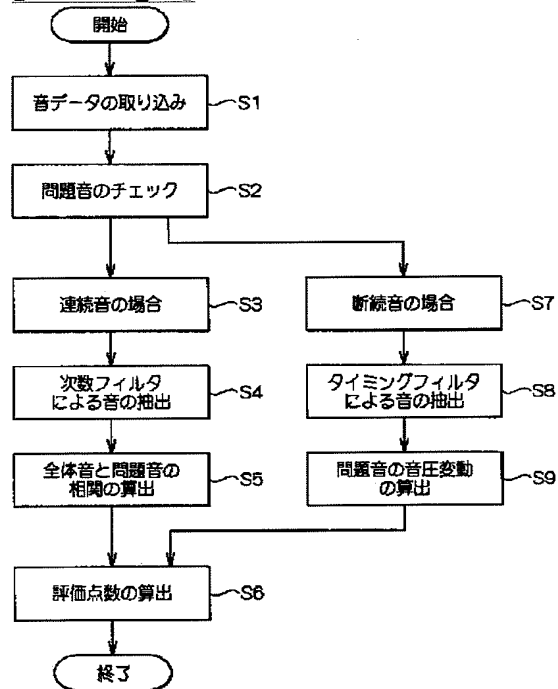 開始
音データの取り込み
S1
問題音のチェック
S2
連続音の場合
S3
断続音の場合
S7
次数フィルタ
による音の抽出
S4
タイミングフィルタ
による音の抽出
S8
全体音と問題音の
相関の算出
S5
問題音の音圧変動
の算出
S9
評価点数の算出
S6
終了